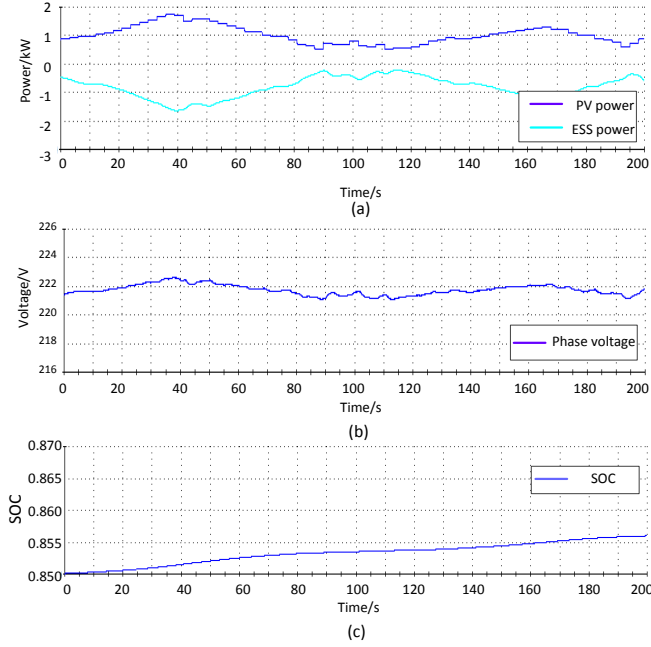 2
1
0
-1
-2
-3
Power/kW
PV power
ESS power
0 20 40 60 80 100 120 140 160 180 200
Time/s
(a)
226
224
222
220
218
216
Voltage/V
Phase voltage
0 20 40 60 80 100 120 140 160 180 200
Time/s
(b)
0.870
0.865
0.860
0.855
0.850
SOC
SOC
0 20 40 60 80 100 120 140 160 180 200
Time/s
(c)